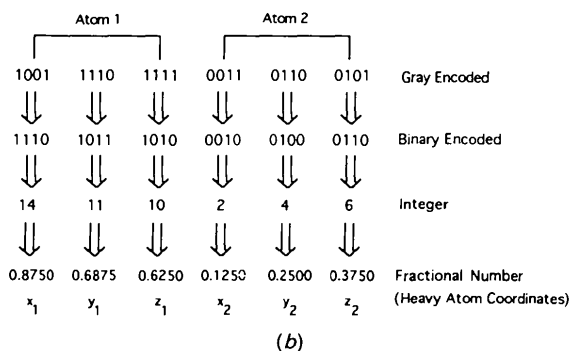 Atom 1 Atom 2
1001 1110 1111 0011 0110 0101 Gray Encoded
1110 1011 1010 0010 0100 0110 Binary Encoded
14 11 10 2 4 6 Integer
0.8750 0.6875 0.6250 0.1250 0.2500 0.3750 Fractional Number
x1 y1 z1 x2 y2 z2 (Heavy Atom Coordinates)
(b)